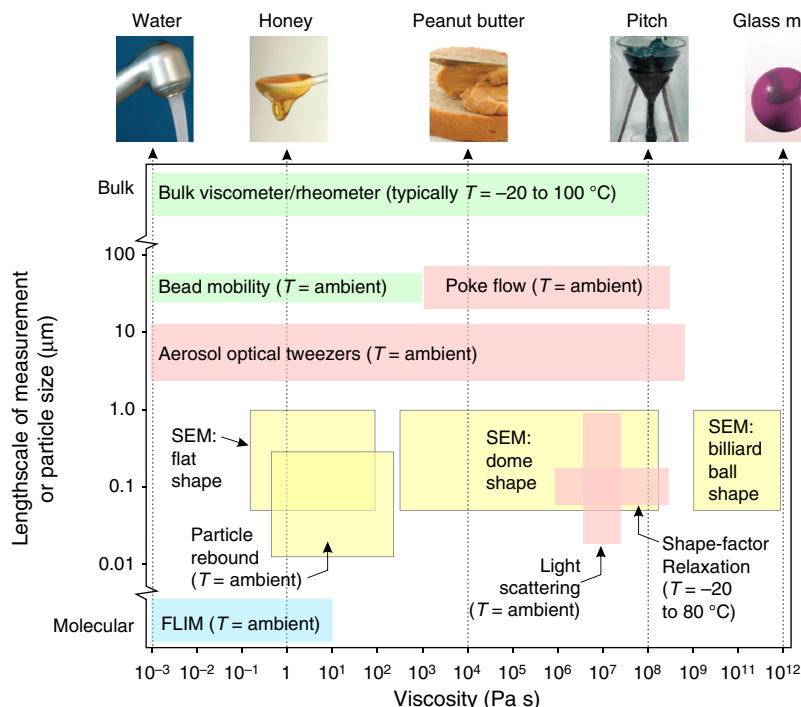 Water Honey Peanut butter Pitch Glass m
Bulk
Bulk viscometer/rheometer (typically T = –20 to 100 °C)
100
Bead mobility (T = ambient)
Poke flow (T = ambient)
10
Aerosol optical tweezers (T = ambient)
1.0
SEM:
flat
shape
SEM:
dome
shape
SEM:
billiard
ball
shape
0.1
Particle
rebound
(T = ambient)
Light
scattering
(T = ambient)
Shape-factor
Relaxation
(T = –20
to 80 °C)
0.01
Molecular
FLIM (T = ambient)
Lengthscale of measurement
or particle size (μm)
10⁻³ 10⁻² 10⁻¹ 1 10¹ 10² 10³ 10⁴ 10⁵ 10⁶ 10⁷ 10⁸ 10⁹ 10¹¹ 10¹²
Viscosity (Pa s)